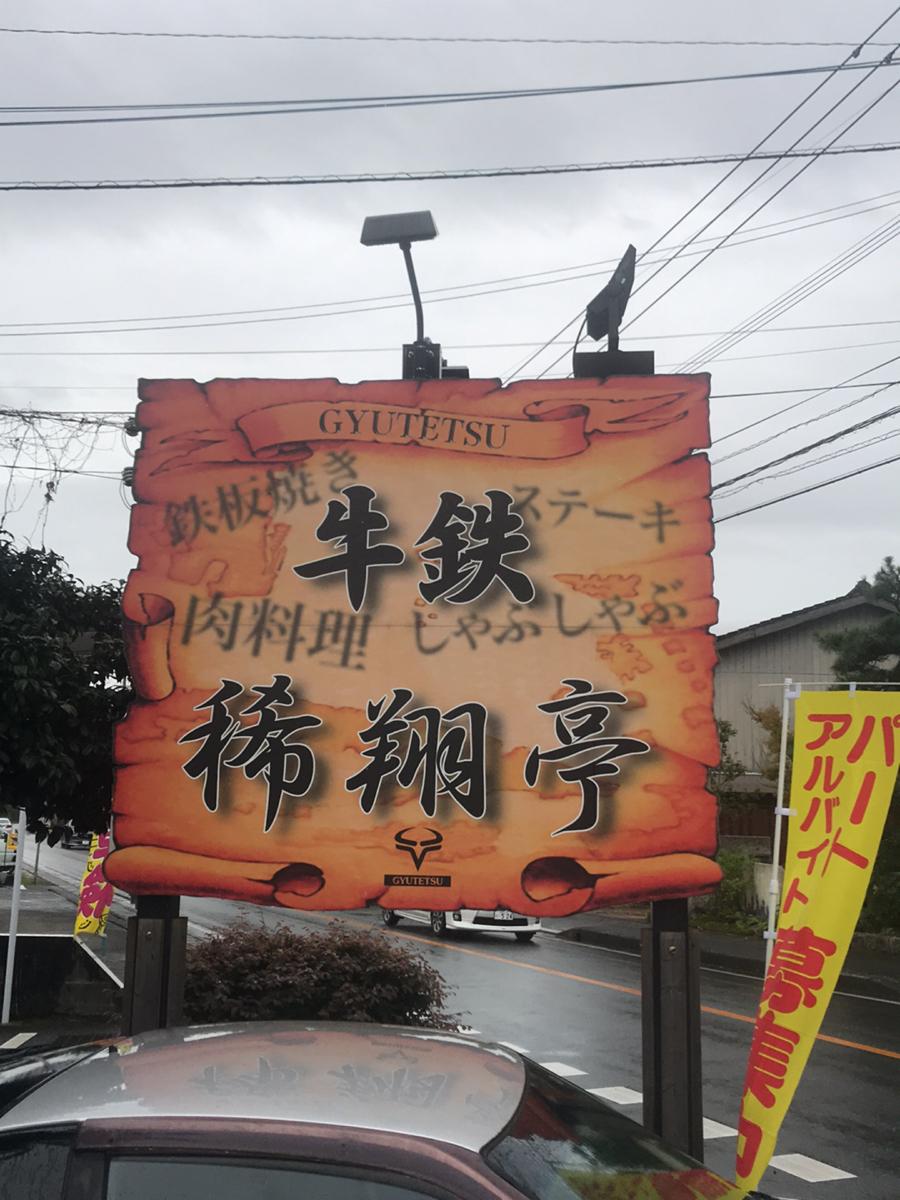 GYUTETSU
鉄板焼き
ステーキ
牛鉄
肉料理
しゃぶしゃぶ
稀翔亭
GYUTETSU
パート
アルバイト
募集中